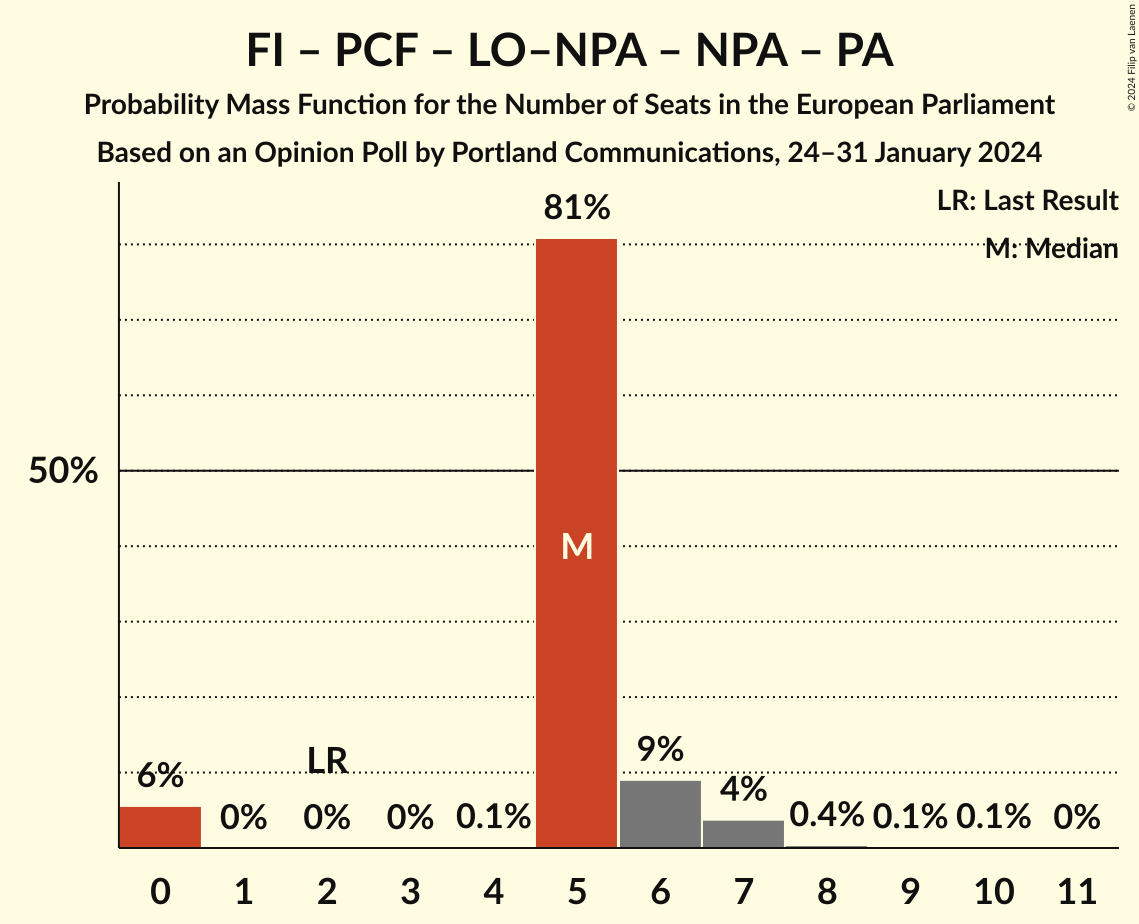 FI – PCF – LO–NPA – NPA – PA
Probability Mass Function for the Number of Seats in the European Parliament
Based on an Opinion Poll by Portland Communications, 24–31 January 2024
© 2024 Filip van Laenen
LR: Last Result
M: Median
81%
50%
M
LR
6%
0%
0%
0%
0.1%
9%
4%
0.4%
0.1%
0.1%
0%
0 1 2 3 4 5 6 7 8 9 10 11